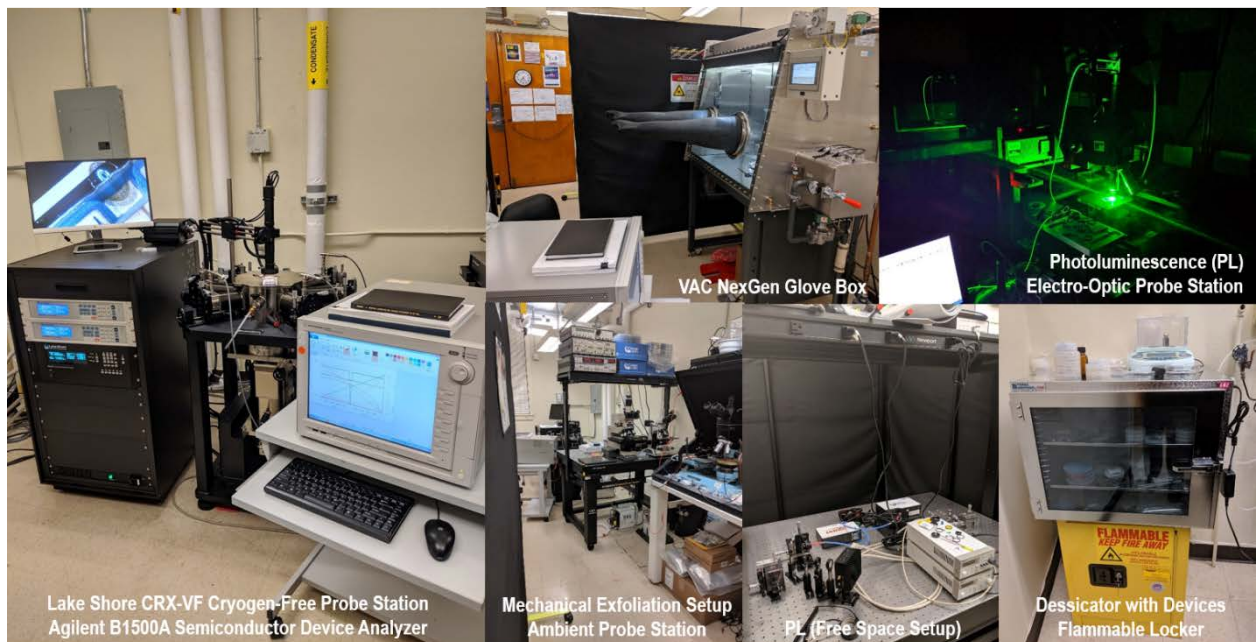 CONDENSATE
Lake Shore CRX-VF Cryogen-Free Probe Station
Agilent B1500A Semiconductor Device Analyzer
VAC NexGen Glove Box
Photoluminescence (PL)
Electro-Optic Probe Station
Mechanical Exfoliation Setup
Ambient Probe Station
Newport
PL (Free Space Setup)
FLAMMABLE
KEEP FIRE AWAY
Dessicator with Devices
Flammable Locker